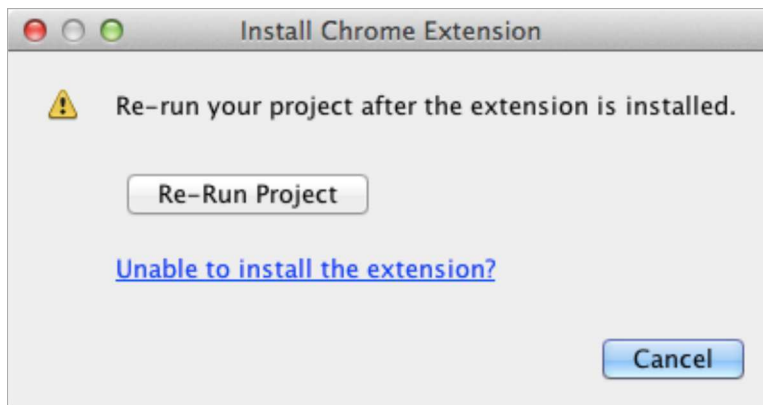 Install Chrome Extension
Re-run your project after the extension is installed.
Re-Run Project
Unable to install the extension?
Cancel